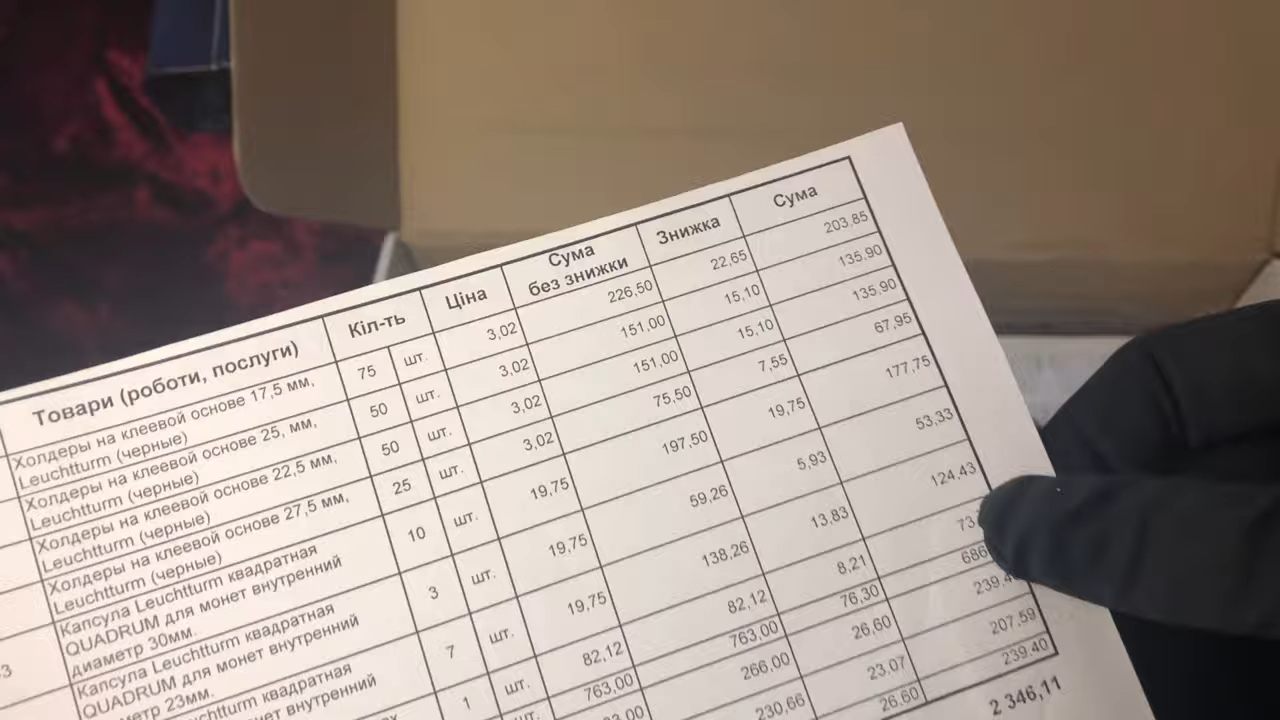 Товари (роботи, послуги) Кіл-ть Ціна Сума без знижки Знижка Сума
Холдеры на клеевой основе 17,5 мм, 75 шт. 3,02 226,50 22,65 203,85
Leuchtturm (черные)
Холдеры на клеевой основе 25, мм, 50 шт. 3,02 151,00 15,10 135,90
Leuchtturm (черные)
Холдеры на клеевой основе 22,5 мм, 50 шт. 3,02 151,00 15,10 135,90
Leuchtturm (черные)
Холдеры на клеевой основе 27,5 мм, 25 шт. 3,02 75,50 7,55 67,95
Leuchtturm (черные)
Капсула Leuchtturm квадратная 10 шт. 19,75 197,50 19,75 177,75
QUADRUM для монет внутренний
диаметр 30мм.
Капсула Leuchtturm квадратная 3 шт. 19,75 59,26 5,93 53,33
QUADRUM для монет внутренний
метр 23мм.
квадратная 7 шт. 19,75 138,26 13,83 124,43
монет внутренний
1 шт. 82,12 82,12 8,21 73
763,00 763,00 76,30 686
266,00 26,60 239,4
230,66 23,07 207,59
26,60 239,40
2 346,11